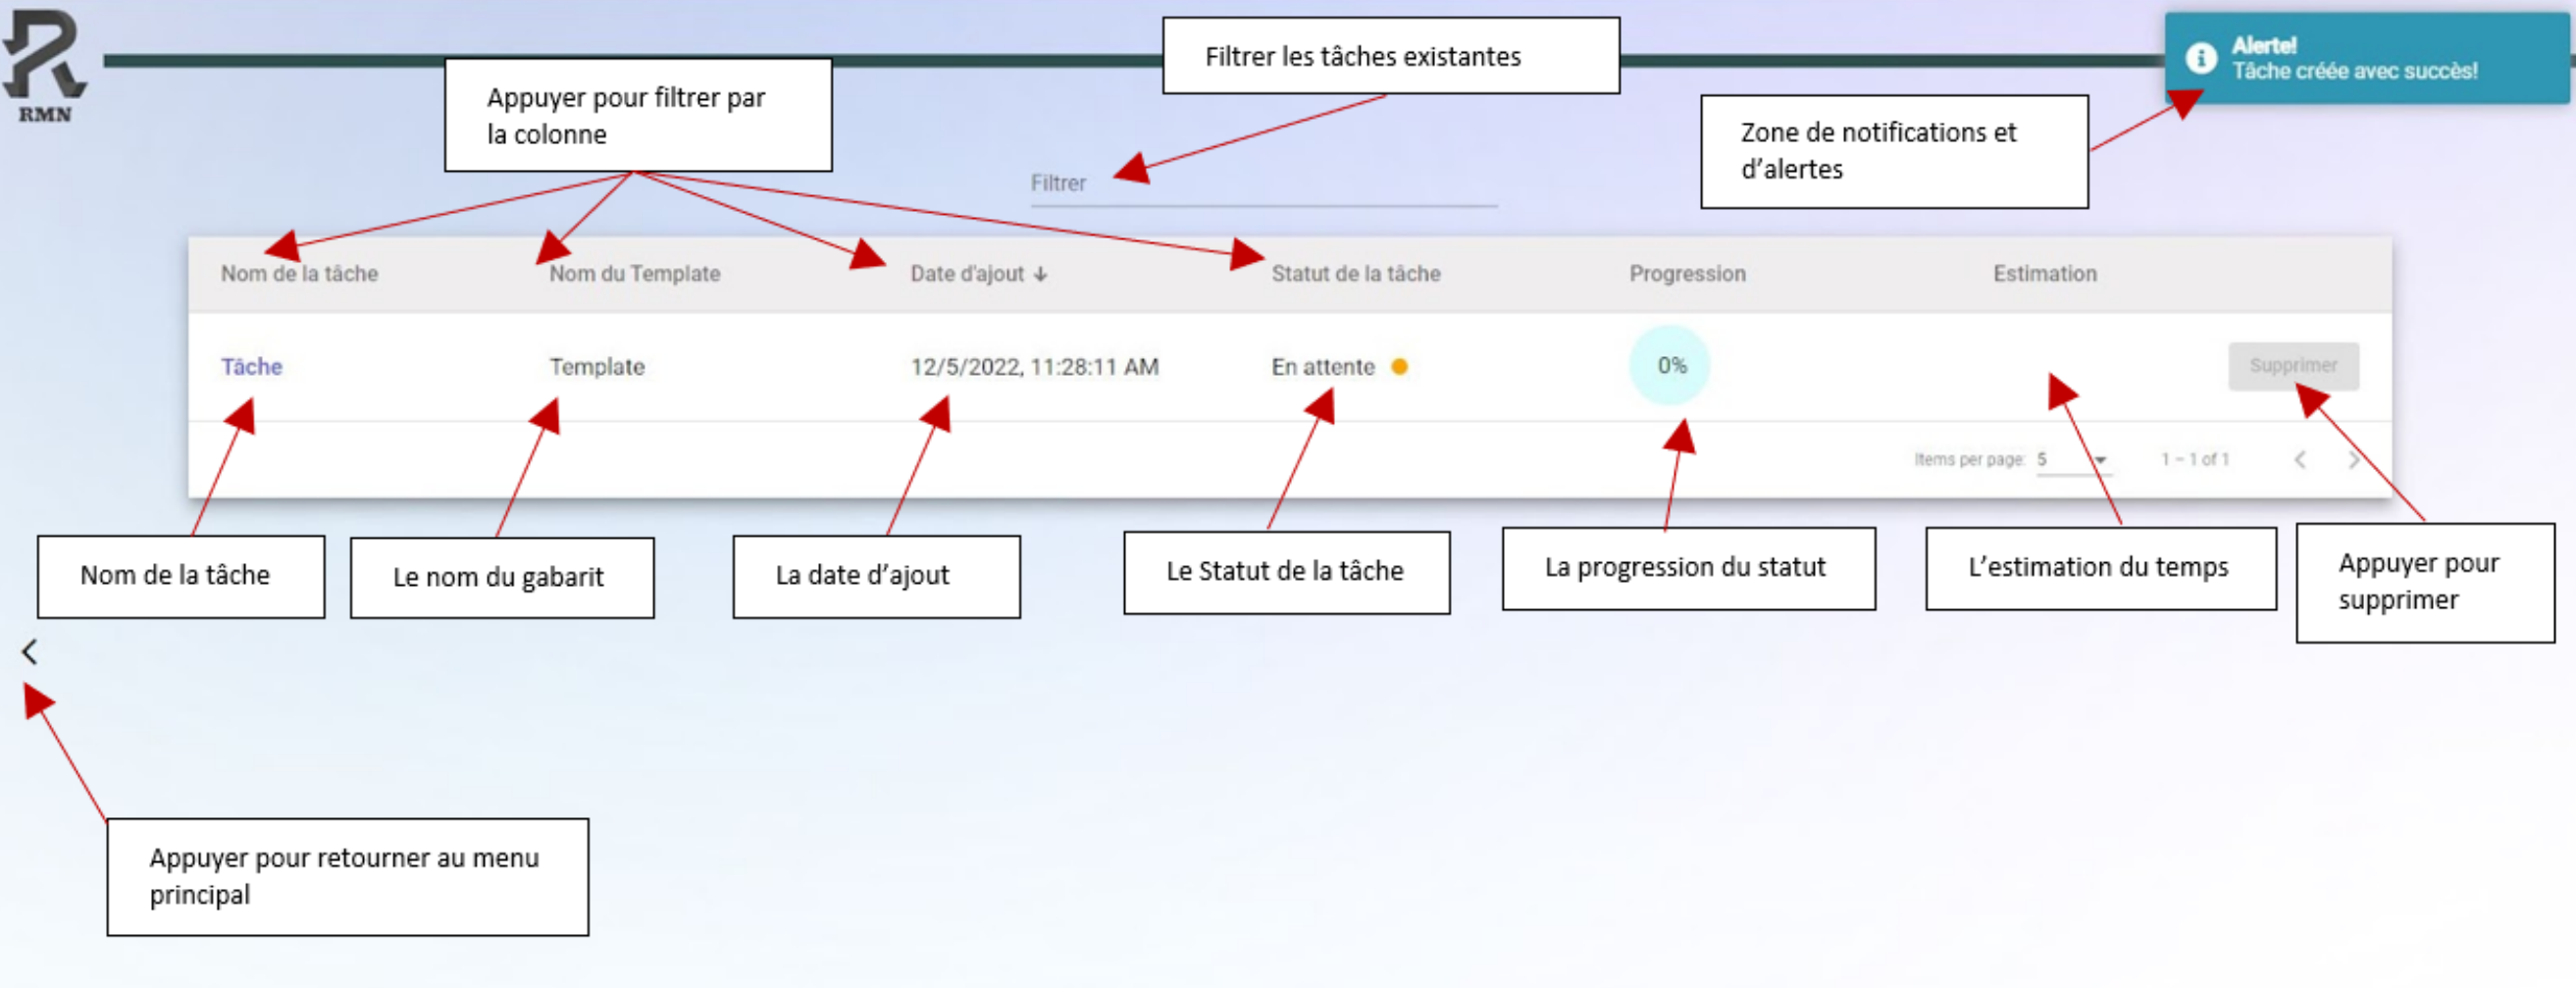 RMN
Filtrer les tâches existantes
Alerte!
Tâche créée avec succès!
Appuyer pour filtrer par
la colonne
Zone de notifications et
d’alertes
Filtrer
Nom de la tâche
Nom du Template
Date d'ajout ↓
Statut de la tâche
Progression
Estimation
Tâche
Template
12/5/2022, 11:28:11 AM
En attente
0%
Supprimer
Items per page: 5
1 – 1 of 1
Nom de la tâche
Le nom du gabarit
La date d’ajout
Le Statut de la tâche
La progression du statut
L’estimation du temps
Appuyer pour
supprimer
Appuyer pour retourner au menu
principal